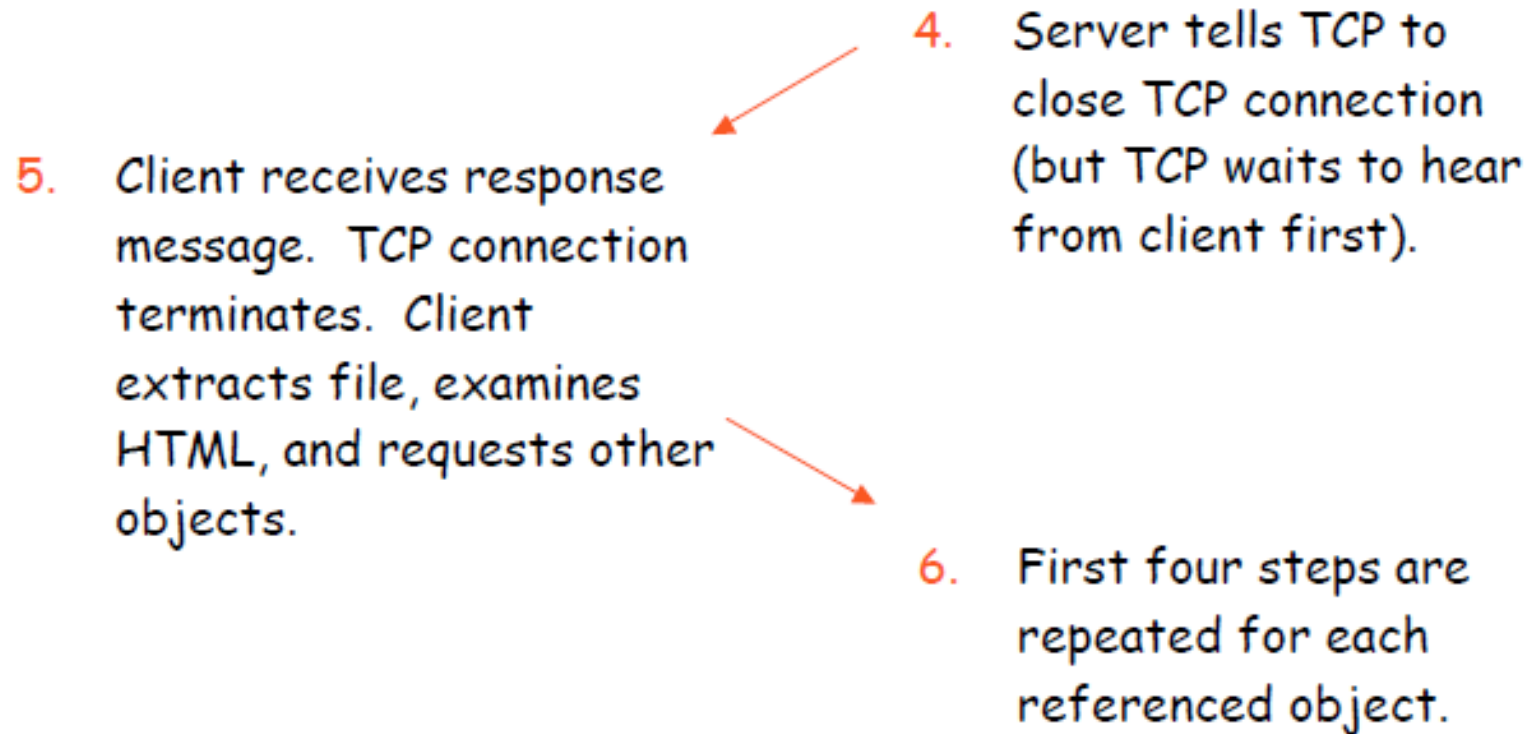 4. Server tells TCP to
close TCP connection
(but TCP waits to hear
from client first).
5. Client receives response
message. TCP connection
terminates. Client
extracts file, examines
HTML, and requests other
objects.
6. First four steps are
repeated for each
referenced object.